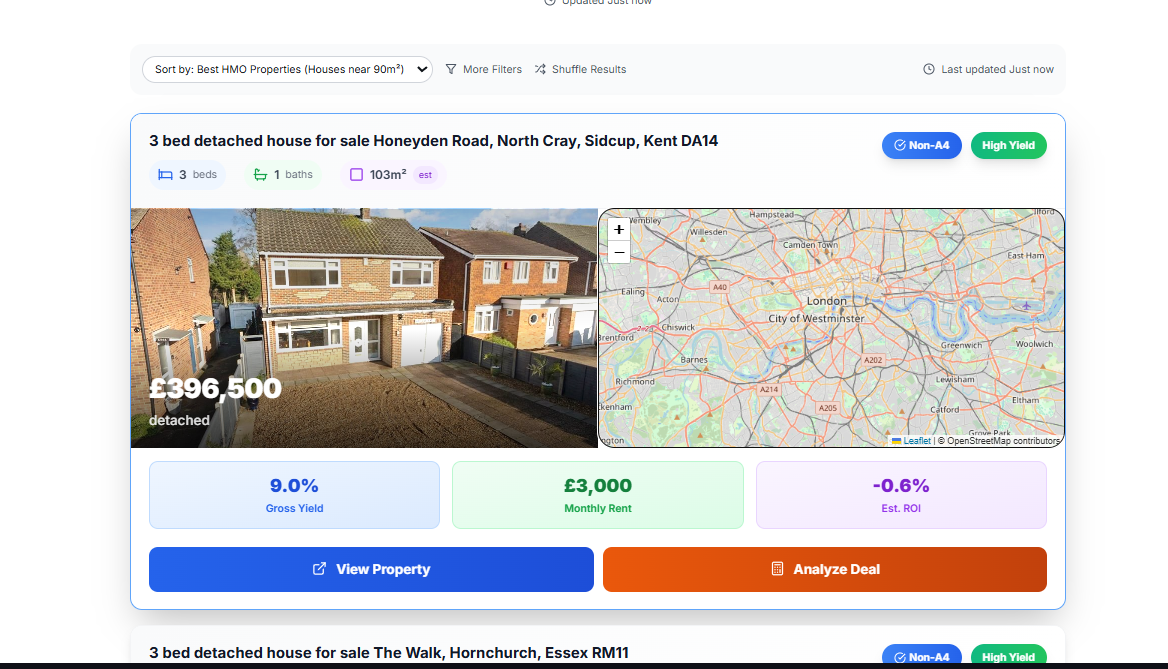 Updated Just now
Sort by: Best HMO Properties (Houses near 90m²)
More Filters
Shuffle Results
Last updated Just now
3 bed detached house for sale Honeyden Road, North Cray, Sidcup, Kent DA14
Non-A4
High Yield
3 beds
1 baths
103m² est
£396,500
detached
+
−
Wembley
Hampstead
Ilford
Willesden
Camden Town
East Ham
A40
Ealing
Acton
London
City of Westminster
Chiswick
Brentford
Greenwich
Woolwich
Barnes
A202
Richmond
A214
Lewisham
Eltham
A205
Catford
Grove Park
Leaflet | © OpenStreetMap contributors
9.0%
Gross Yield
£3,000
Monthly Rent
-0.6%
Est. ROI
View Property
Analyze Deal
3 bed detached house for sale The Walk, Hornchurch, Essex RM11
Non-A4
High Yield